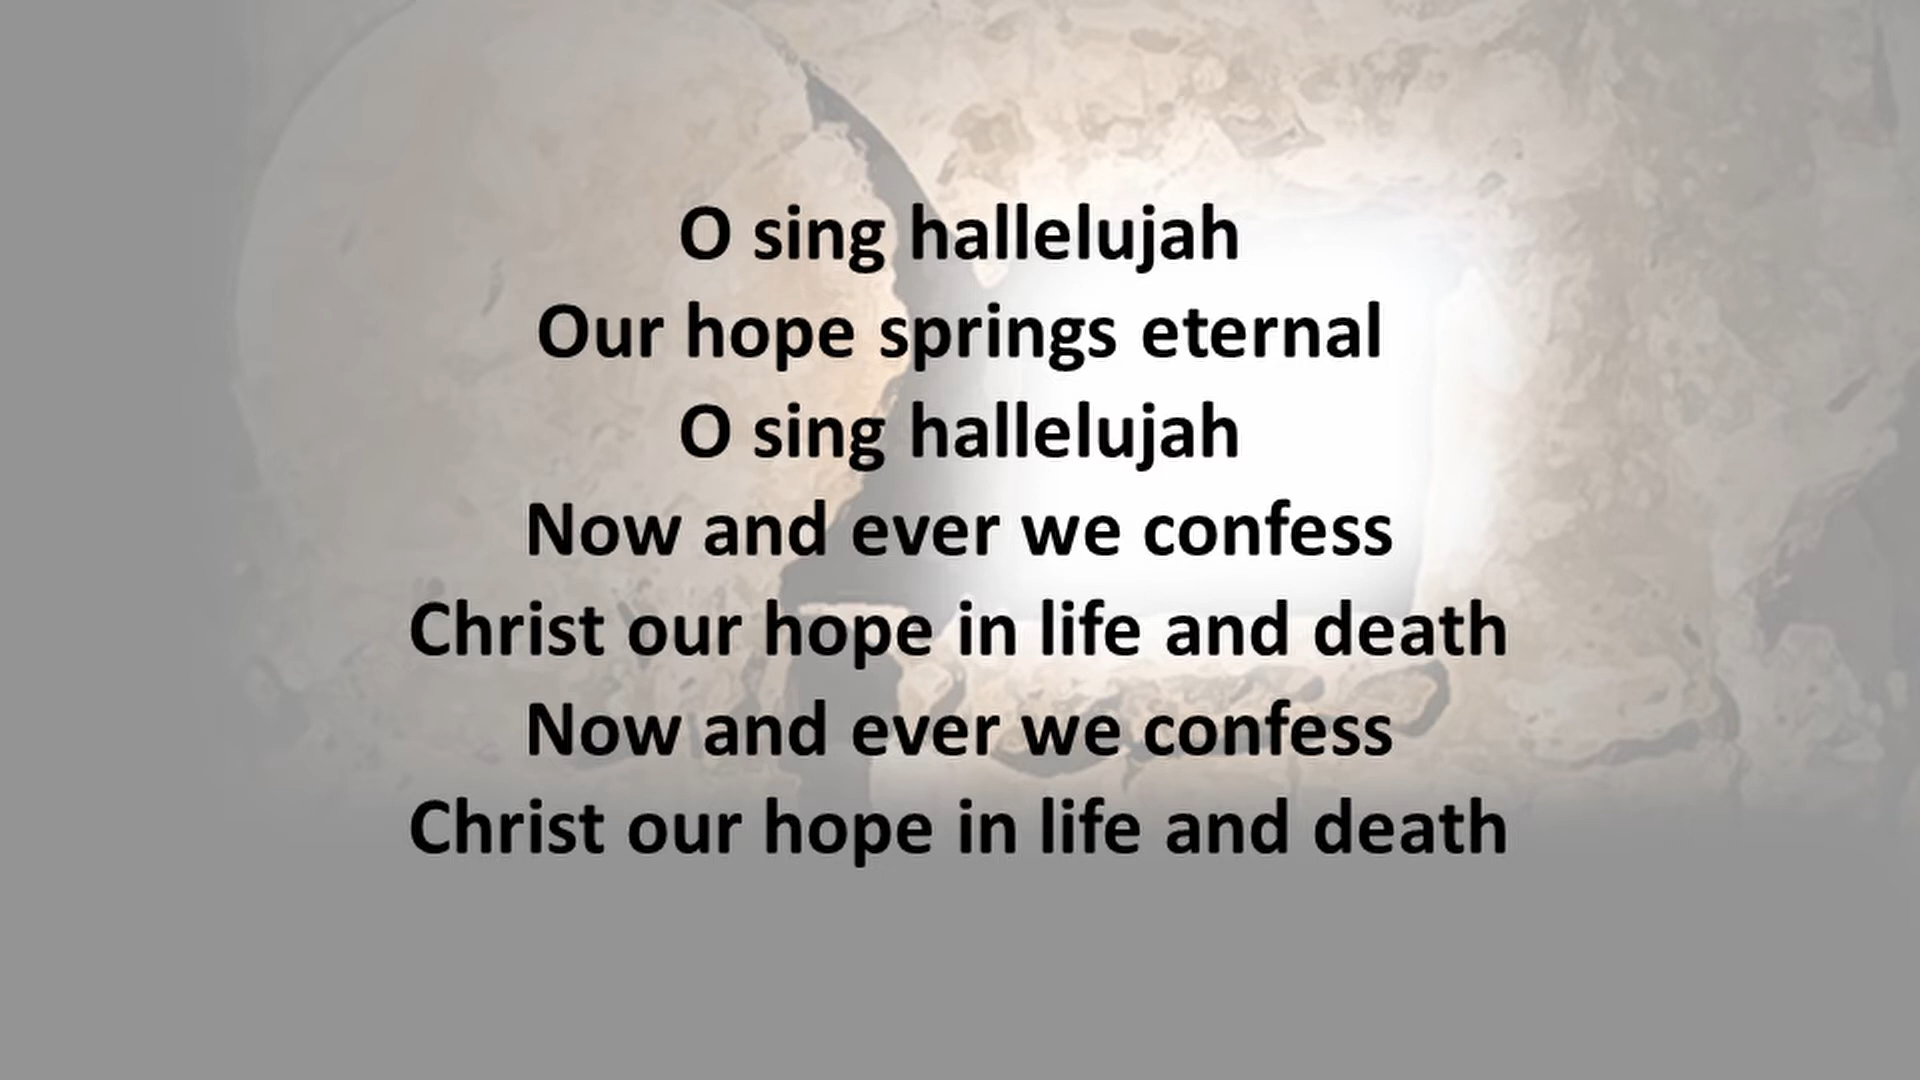 O sing hallelujah
Our hope springs eternal
O sing hallelujah
Now and ever we confess
Christ our hope in life and death
Now and ever we confess
Christ our hope in life and death